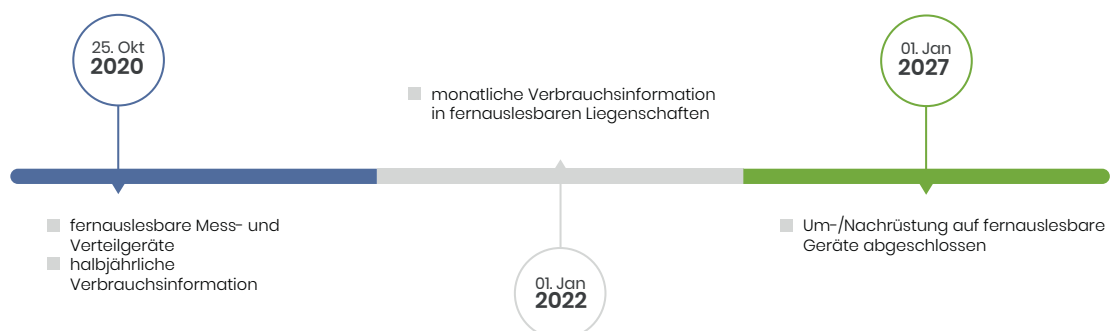 25. Okt
2020
fernauslesbare Mess- und
Verteilgeräte
halbjährliche
Verbrauchsinformation
monatliche Verbrauchsinformation
in fernauslesbaren Liegenschaften
01. Jan
2022
01. Jan
2027
Um-/Nachrüstung auf fernauslesbare
Geräte abgeschlossen